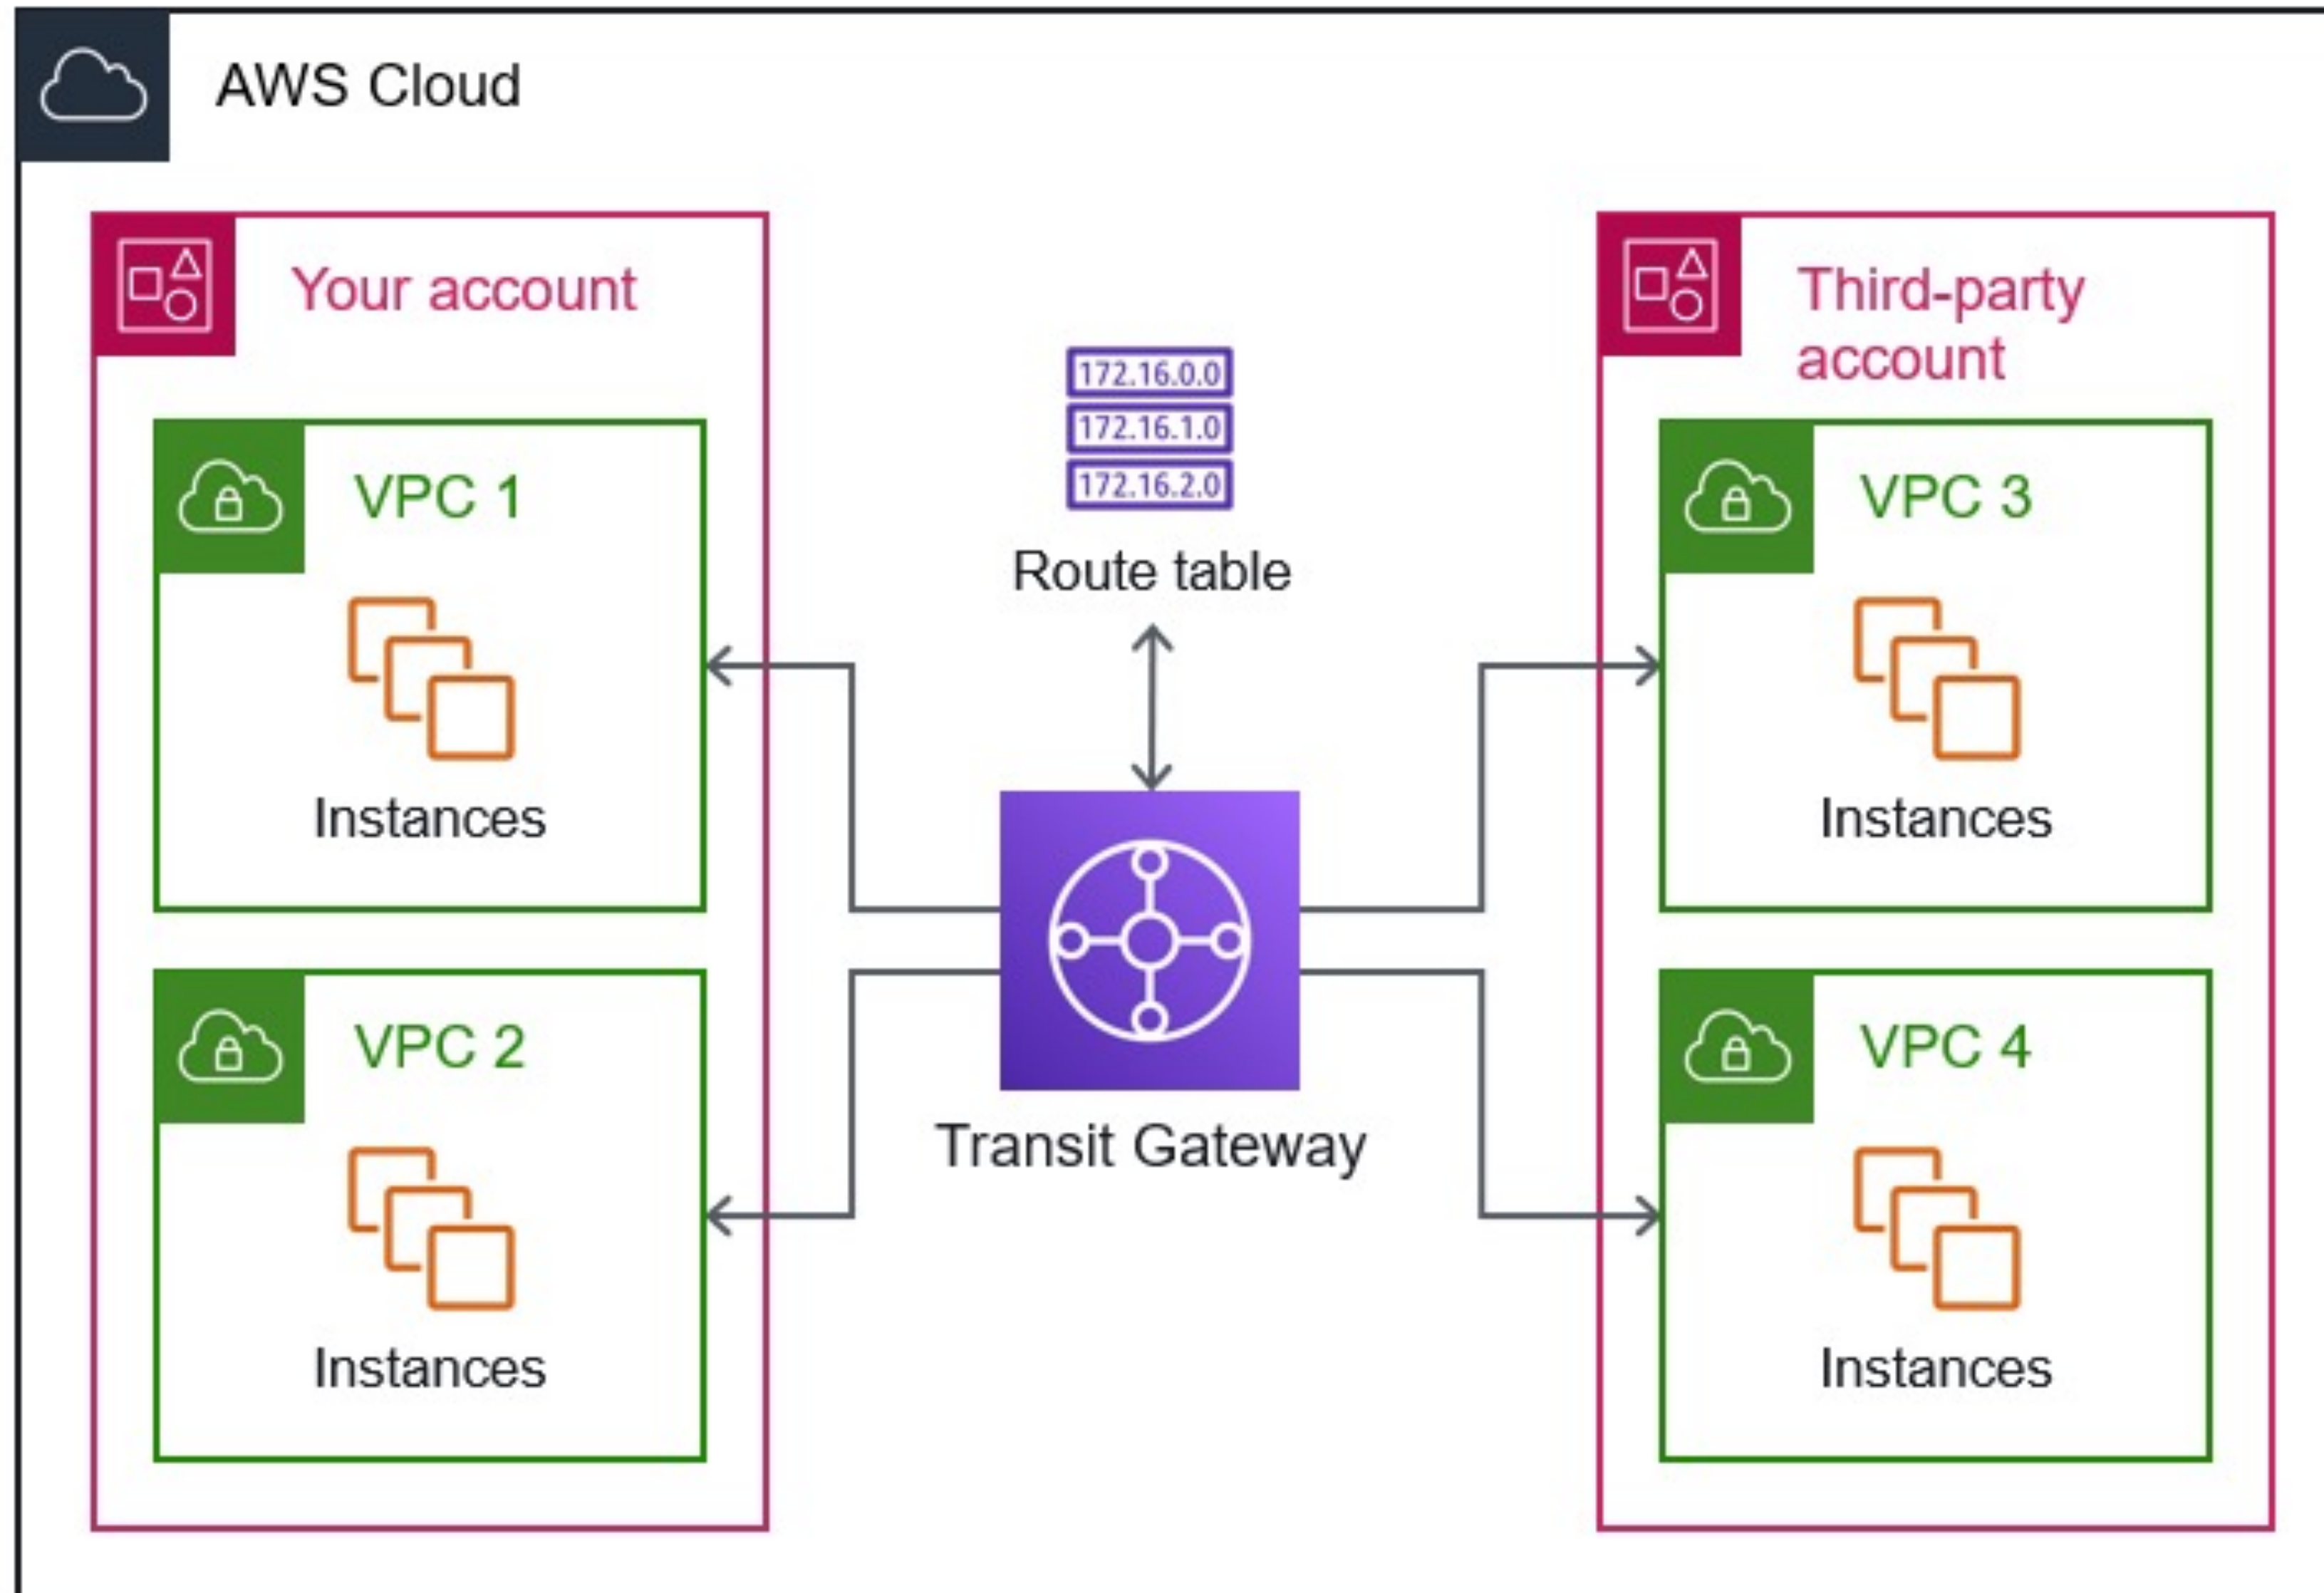 AWS Cloud
Your account
VPC 1
Instances
VPC 2
Instances
172.16.0.0
172.16.1.0
172.16.2.0
Route table
Transit Gateway
Third-party
account
VPC 3
Instances
VPC 4
Instances